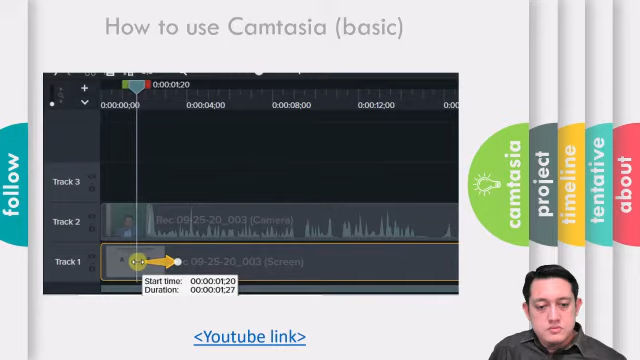 How to use Camtasia (basic)
follow
0:00:01;20
0:00:00;00
0:00:04;00
0:00:08;00
0:00:12;00
Track 3
Track 2
Rec 09-25-20_003 (Camera)
Track 1
Rec 09-25-20_003 (Screen)
Start time: 00:00:01;20
Duration: 00:00:01;27
<Youtube link>
camtasia
project
timeline
tentative
about